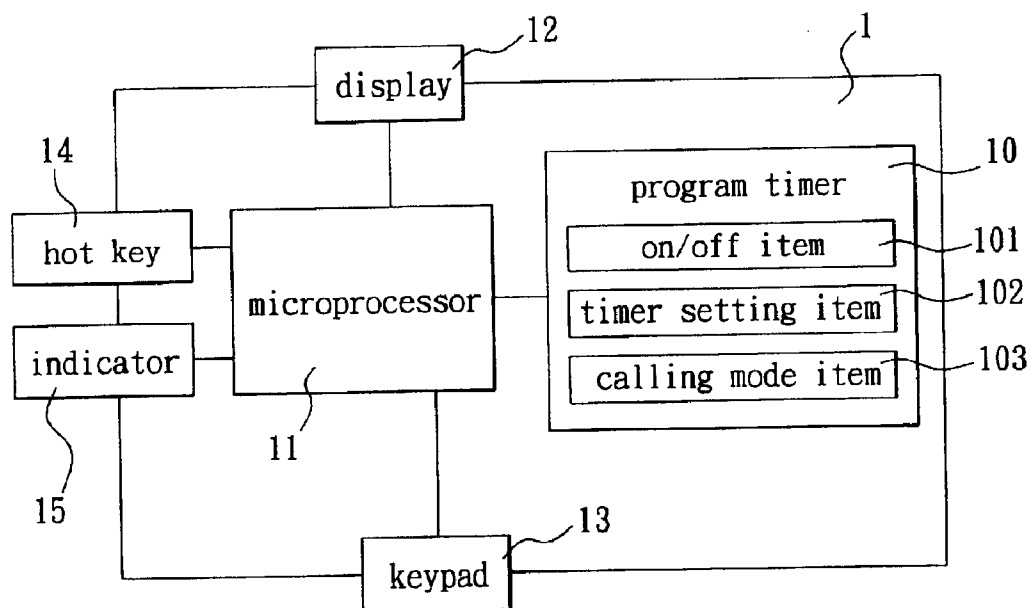 12
1
display
14
10
program timer
hot key
on/off item
101
microprocessor
timer setting item
102
indicator
calling mode item
103
11
15
13
keypad